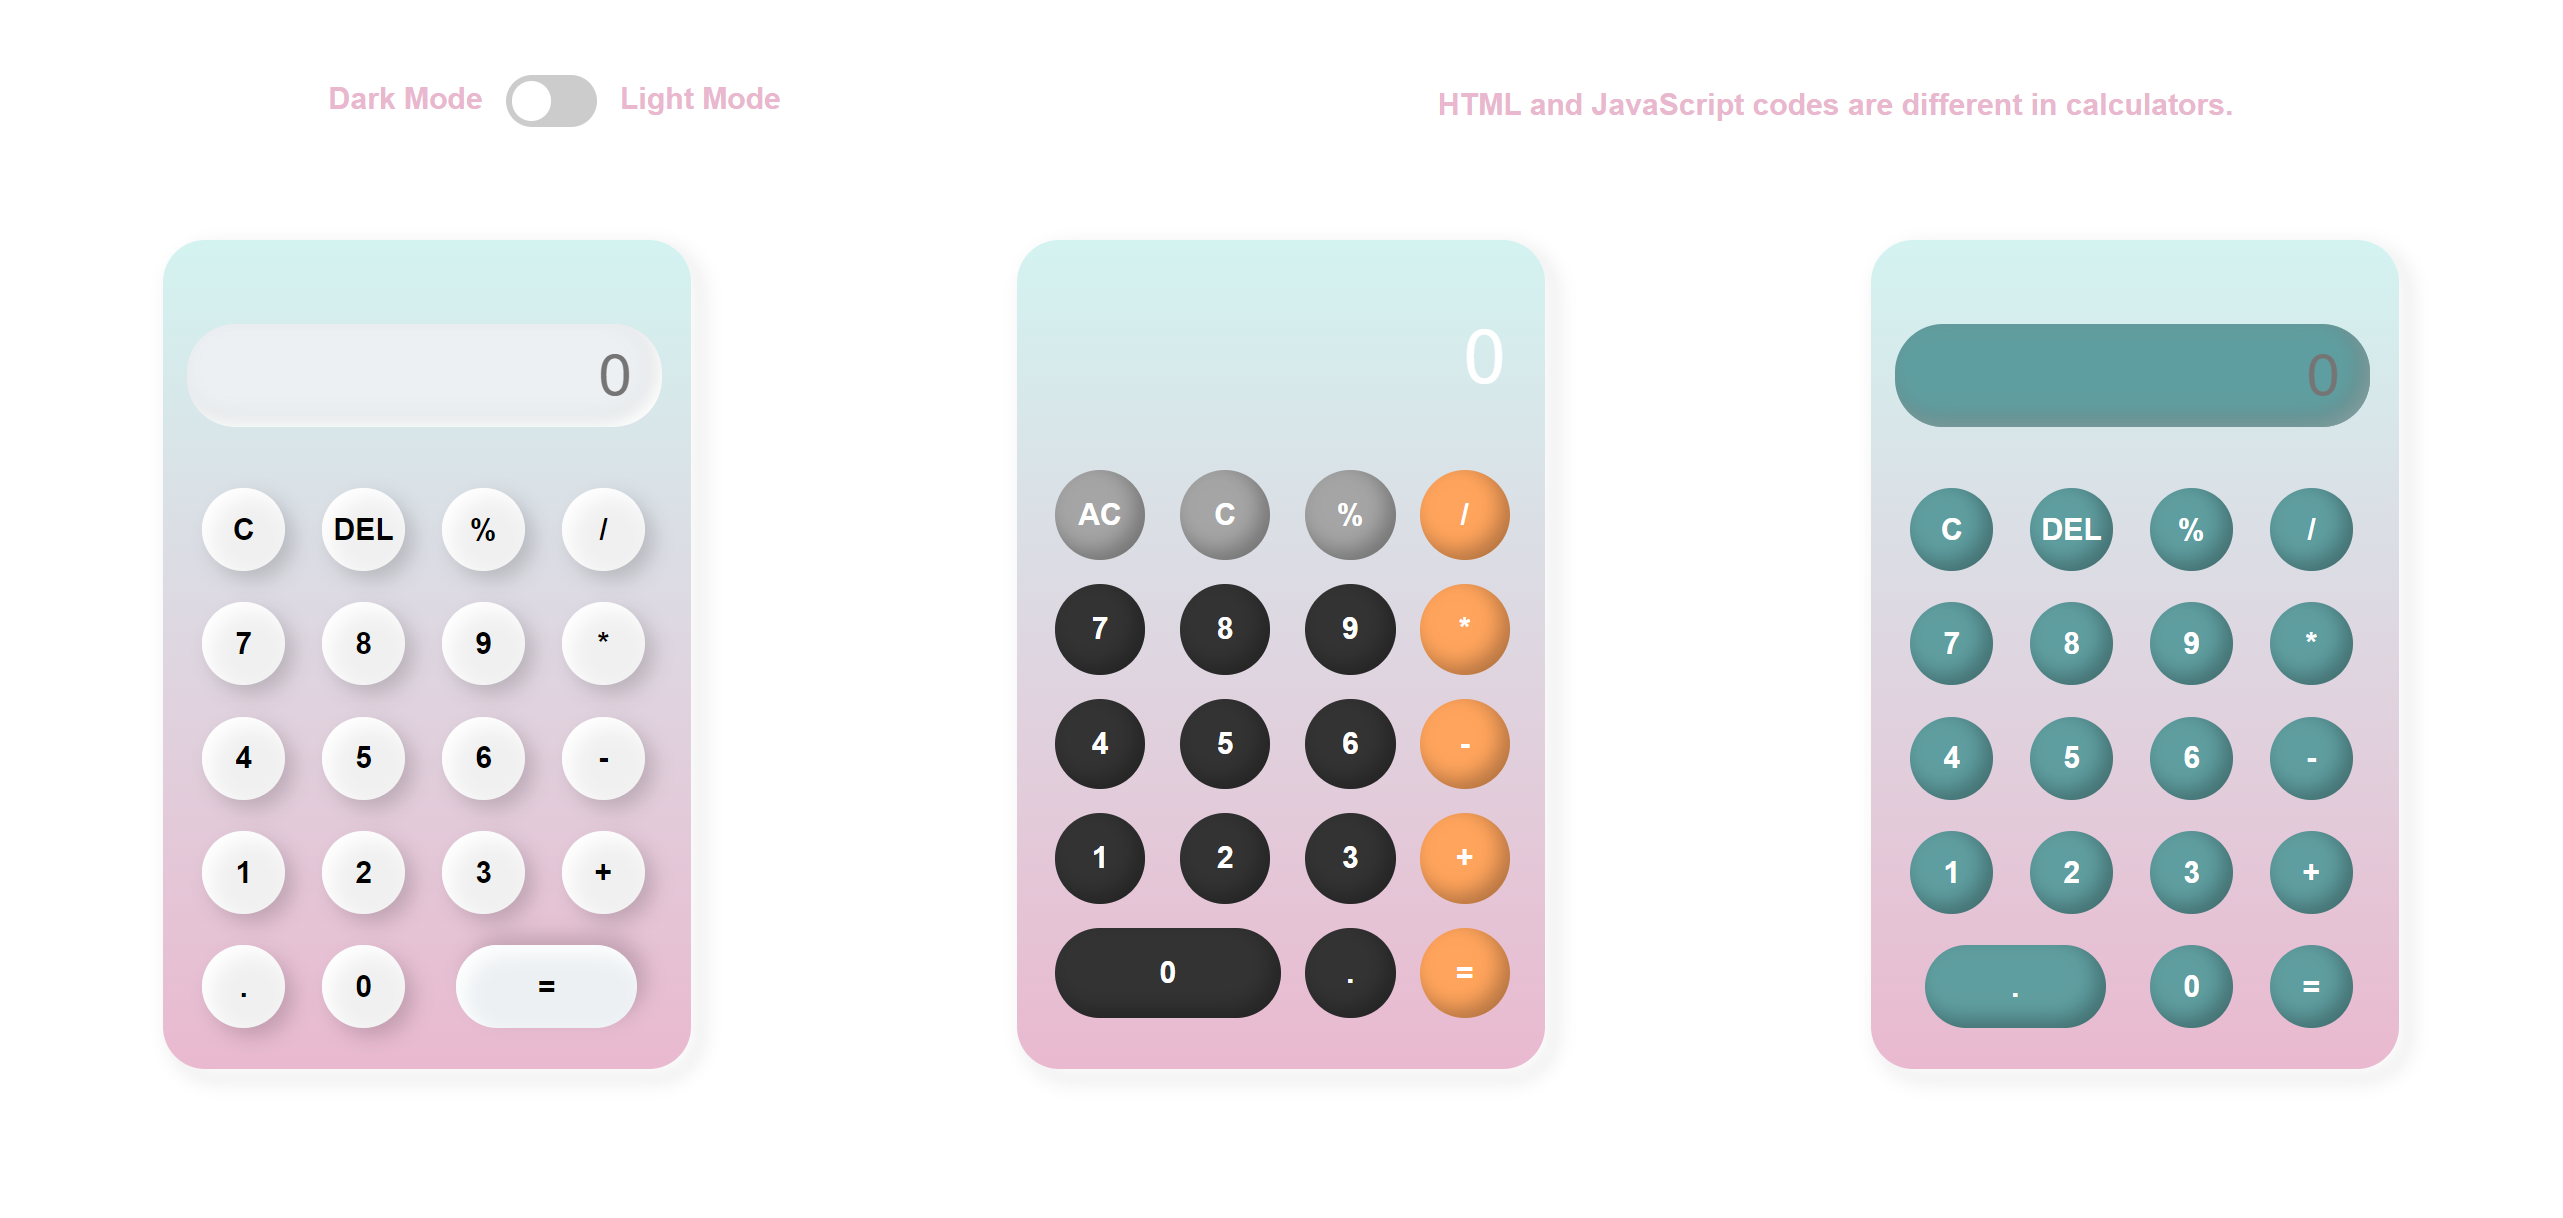 Dark Mode Light Mode
HTML and JavaScript codes are different in calculators.
0
C DEL % /
7 8 9 *
4 5 6 -
1 2 3 +
. 0 =
0
AC C % /
7 8 9 *
4 5 6 -
1 2 3 +
0 . =
0
C DEL % /
7 8 9 *
4 5 6 -
1 2 3 +
. 0 =